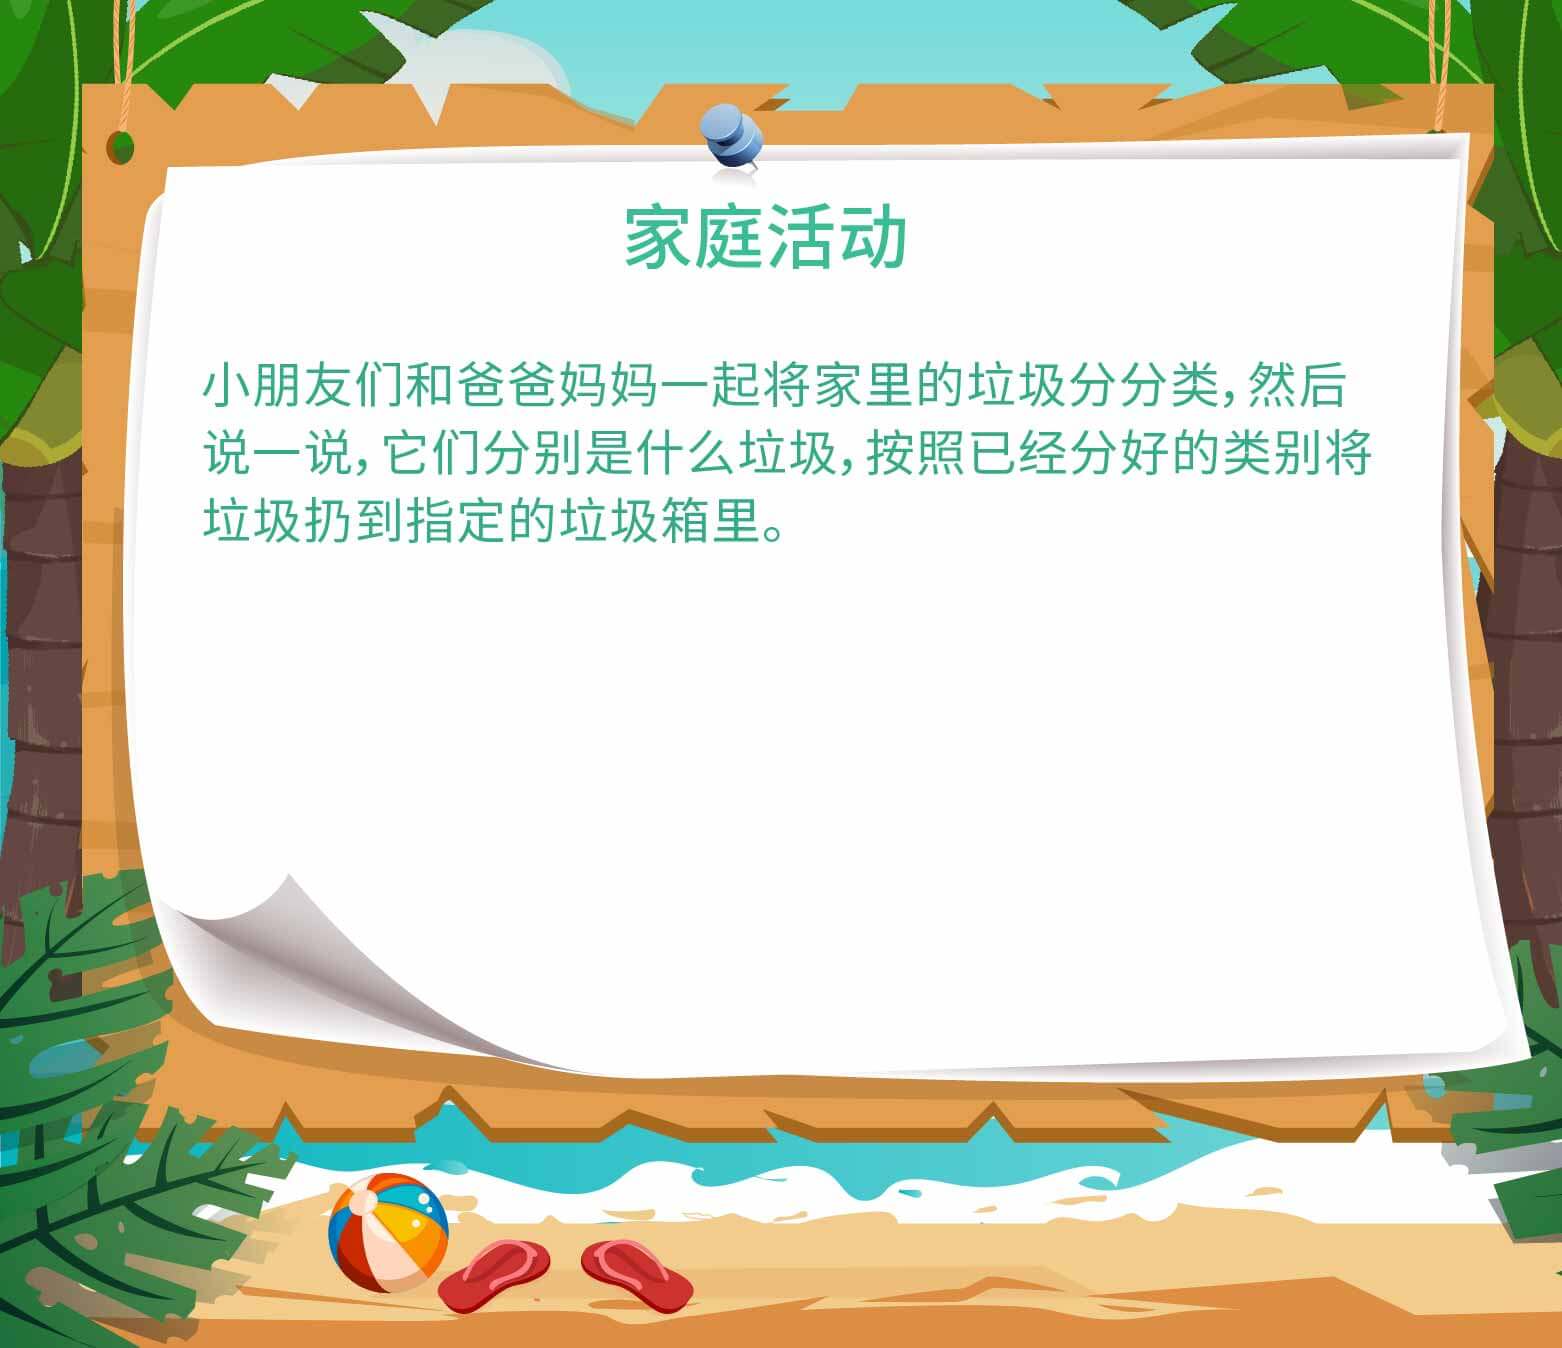 家庭活动
小朋友们和爸爸妈妈一起将家里的垃圾分分类，然后
说一说，它们分别是什么垃圾，按照已经分好的类别将
垃圾扔到指定的垃圾箱里。